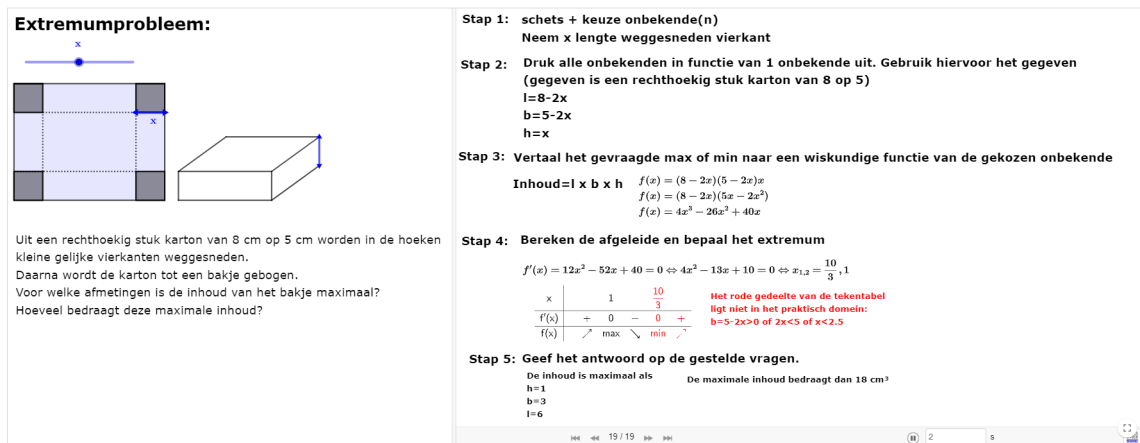 Extremumprobleem:
x
x
Uit een rechthoekig stuk karton van 8 cm op 5 cm worden in de hoeken
kleine gelijke vierkanten weggesneden.
Daarna wordt de karton tot een bakje gebogen.
Voor welke afmetingen is de inhoud van het bakje maximaal?
Hoeveel bedraagt deze maximale inhoud?
Stap 1: schets + keuze onbekende(n)
Neem x lengte weggesneden vierkant
Stap 2: Druk alle onbekenden in functie van 1 onbekende uit. Gebruik hiervoor het gegeven
(gegeven is een rechthoekig stuk karton van 8 op 5)
l=8-2x
b=5-2x
h=x
Stap 3: Vertaal het gevraagde max of min naar een wiskundige functie van de gekozen onbekende
Inhoud=l x b x h f(x) = (8 − 2x)(5 − 2x)x
f(x) = (8 − 2x)(5x − 2x²)
f(x) = 4x³ − 26x² + 40x
Stap 4: Bereken de afgeleide en bepaal het extremum
f'(x) = 12x² − 52x + 40 = 0 ⇔ 4x² − 13x + 10 = 0 ⇔ x₁,₂ = 10/3 , 1
x 1 10/3
f'(x) + 0 − 0 +
f(x) ↗ max ↘ min ↗
Het rode gedeelte van de tekentabel
ligt niet in het praktisch domein:
b=5-2x>0 of 2x<5 of x<2.5
Stap 5: Geef het antwoord op de gestelde vragen.
De inhoud is maximaal als
h=1
b=3
l=6
De maximale inhoud bedraagt dan 18 cm³
19 / 19
2 s